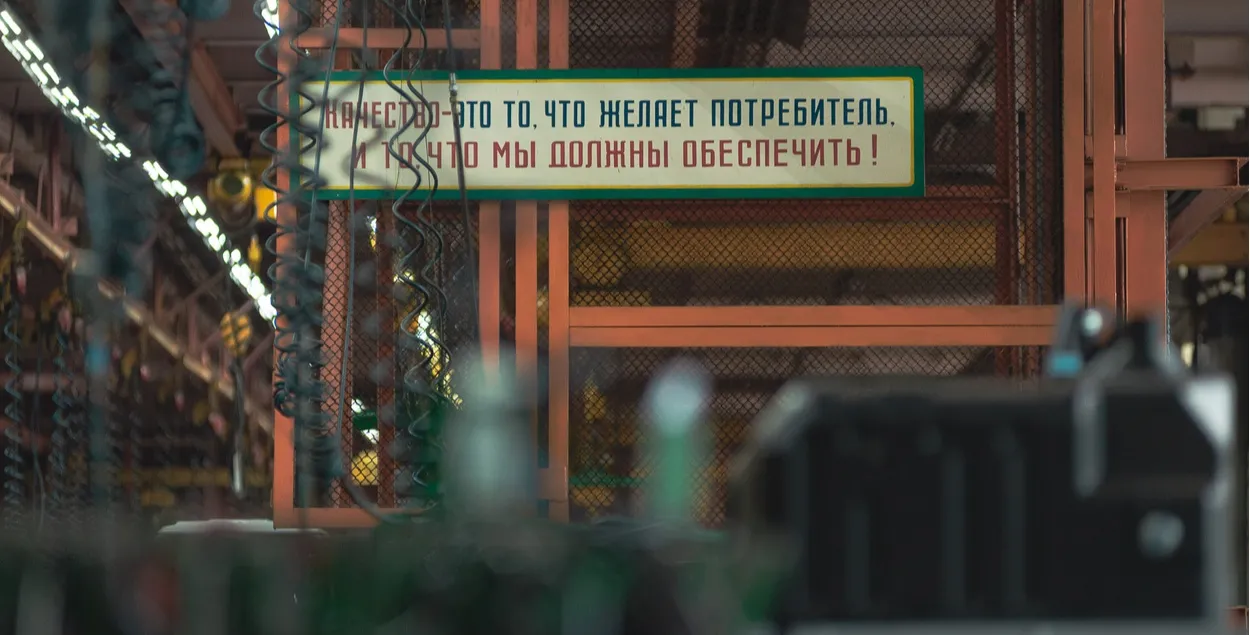 КАЧЕСТВО-ЭТО ТО, ЧТО ЖЕЛАЕТ ПОТРЕБИТЕЛЬ,
И ТО ЧТО МЫ ДОЛЖНЫ ОБЕСПЕЧИТЬ!